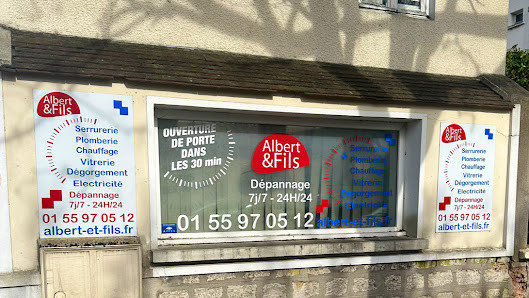 Albert
&Fils
Serrurerie
Plomberie
Chauffage
Vitrerie
Dégorgement
Electricité
Dépannage
7j/7 - 24H/24
01 55 97 05 12
albert-et-fils.fr
OUVERTURE
DE PORTE
DANS
LES 30 min
Albert
&Fils
Dépannage
7j/7 - 24H/24
01 55 97 05 12
Serrurerie
Plomberie
Chauffage
Vitrerie
Dégorgement
Electricité
albert-et-fils.fr
Albert
&Fils
Serrurerie
Plomberie
Chauffage
Vitrerie
Dégorgement
Electricité
Dépannage
7j/7 - 24H/24
01 55 97 05 12
albert-et-fils.fr